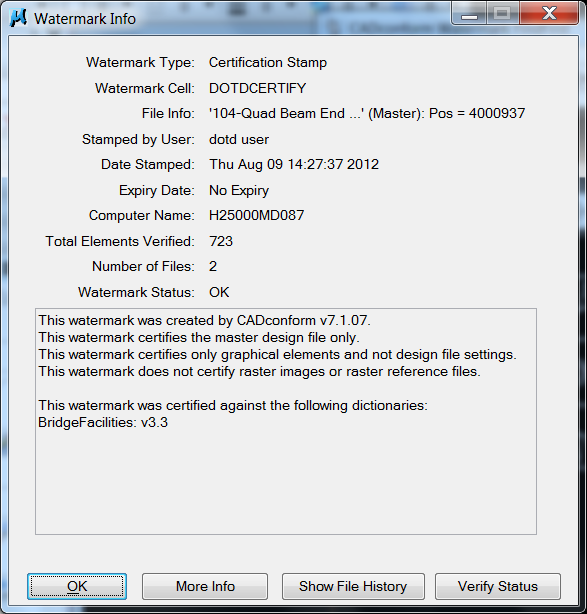 Watermark Info
Watermark Type: Certification Stamp
Watermark Cell: DOTDCERTIFY
File Info: '104-Quad Beam End ...' (Master): Pos = 4000937
Stamped by User: dotd user
Date Stamped: Thu Aug 09 14:27:37 2012
Expiry Date: No Expiry
Computer Name: H25000MD087
Total Elements Verified: 723
Number of Files: 2
Watermark Status: OK
This watermark was created by CADconform v7.1.07.
This watermark certifies the master design file only.
This watermark certifies only graphical elements and not design file settings.
This watermark does not certify raster images or raster reference files.
This watermark was certified against the following dictionaries:
BridgeFacilities: v3.3
OK More Info Show File History Verify Status